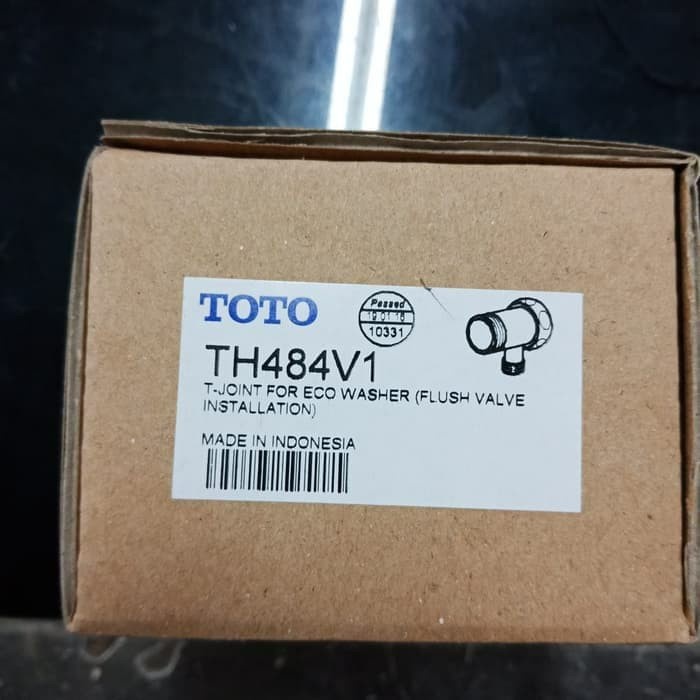 TOTO
Passed
19 01 16
10331
TH484V1
T-JOINT FOR ECO WASHER (FLUSH VALVE
INSTALLATION)
MADE IN INDONESIA